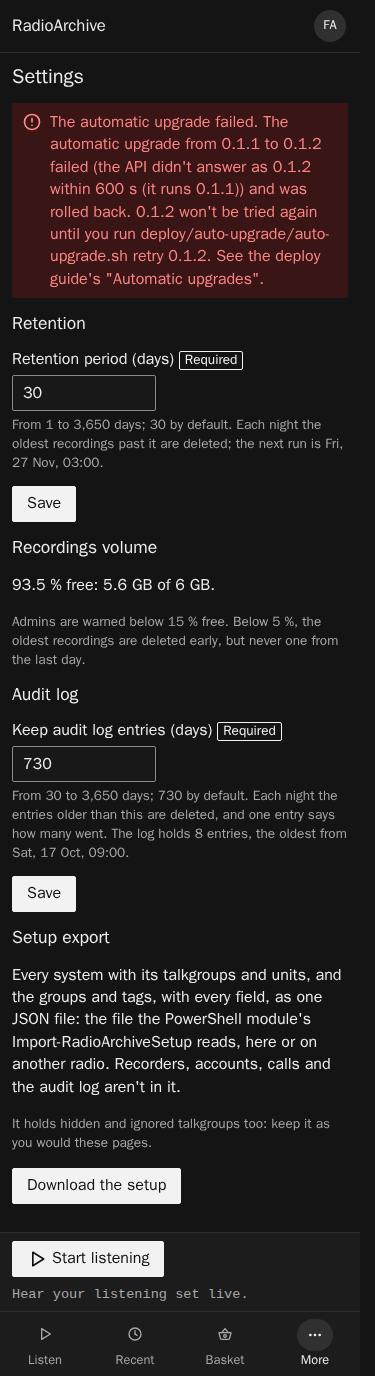 RadioArchive
FA
Settings
The automatic upgrade failed. The
automatic upgrade from 0.1.1 to 0.1.2
failed (the API didn't answer as 0.1.2
within 600 s (it runs 0.1.1)) and was
rolled back. 0.1.2 won't be tried again
until you run deploy/auto-upgrade/auto-
upgrade.sh retry 0.1.2. See the deploy
guide's "Automatic upgrades".
Retention
Retention period (days) Required
30
From 1 to 3,650 days; 30 by default. Each night the
oldest recordings past it are deleted; the next run is Fri,
27 Nov, 03:00.
Save
Recordings volume
93.5 % free: 5.6 GB of 6 GB.
Admins are warned below 15 % free. Below 5 %, the
oldest recordings are deleted early, but never one from
the last day.
Audit log
Keep audit log entries (days) Required
730
From 30 to 3,650 days; 730 by default. Each night the
entries older than this are deleted, and one entry says
how many went. The log holds 8 entries, the oldest from
Sat, 17 Oct, 09:00.
Save
Setup export
Every system with its talkgroups and units, and
the groups and tags, with every field, as one
JSON file: the file the PowerShell module's
Import-RadioArchiveSetup reads, here or on
another radio. Recorders, accounts, calls and
the audit log aren't in it.
It holds hidden and ignored talkgroups too: keep it as
you would these pages.
Download the setup
Start listening
Hear your listening set live.
Listen
Recent
Basket
More